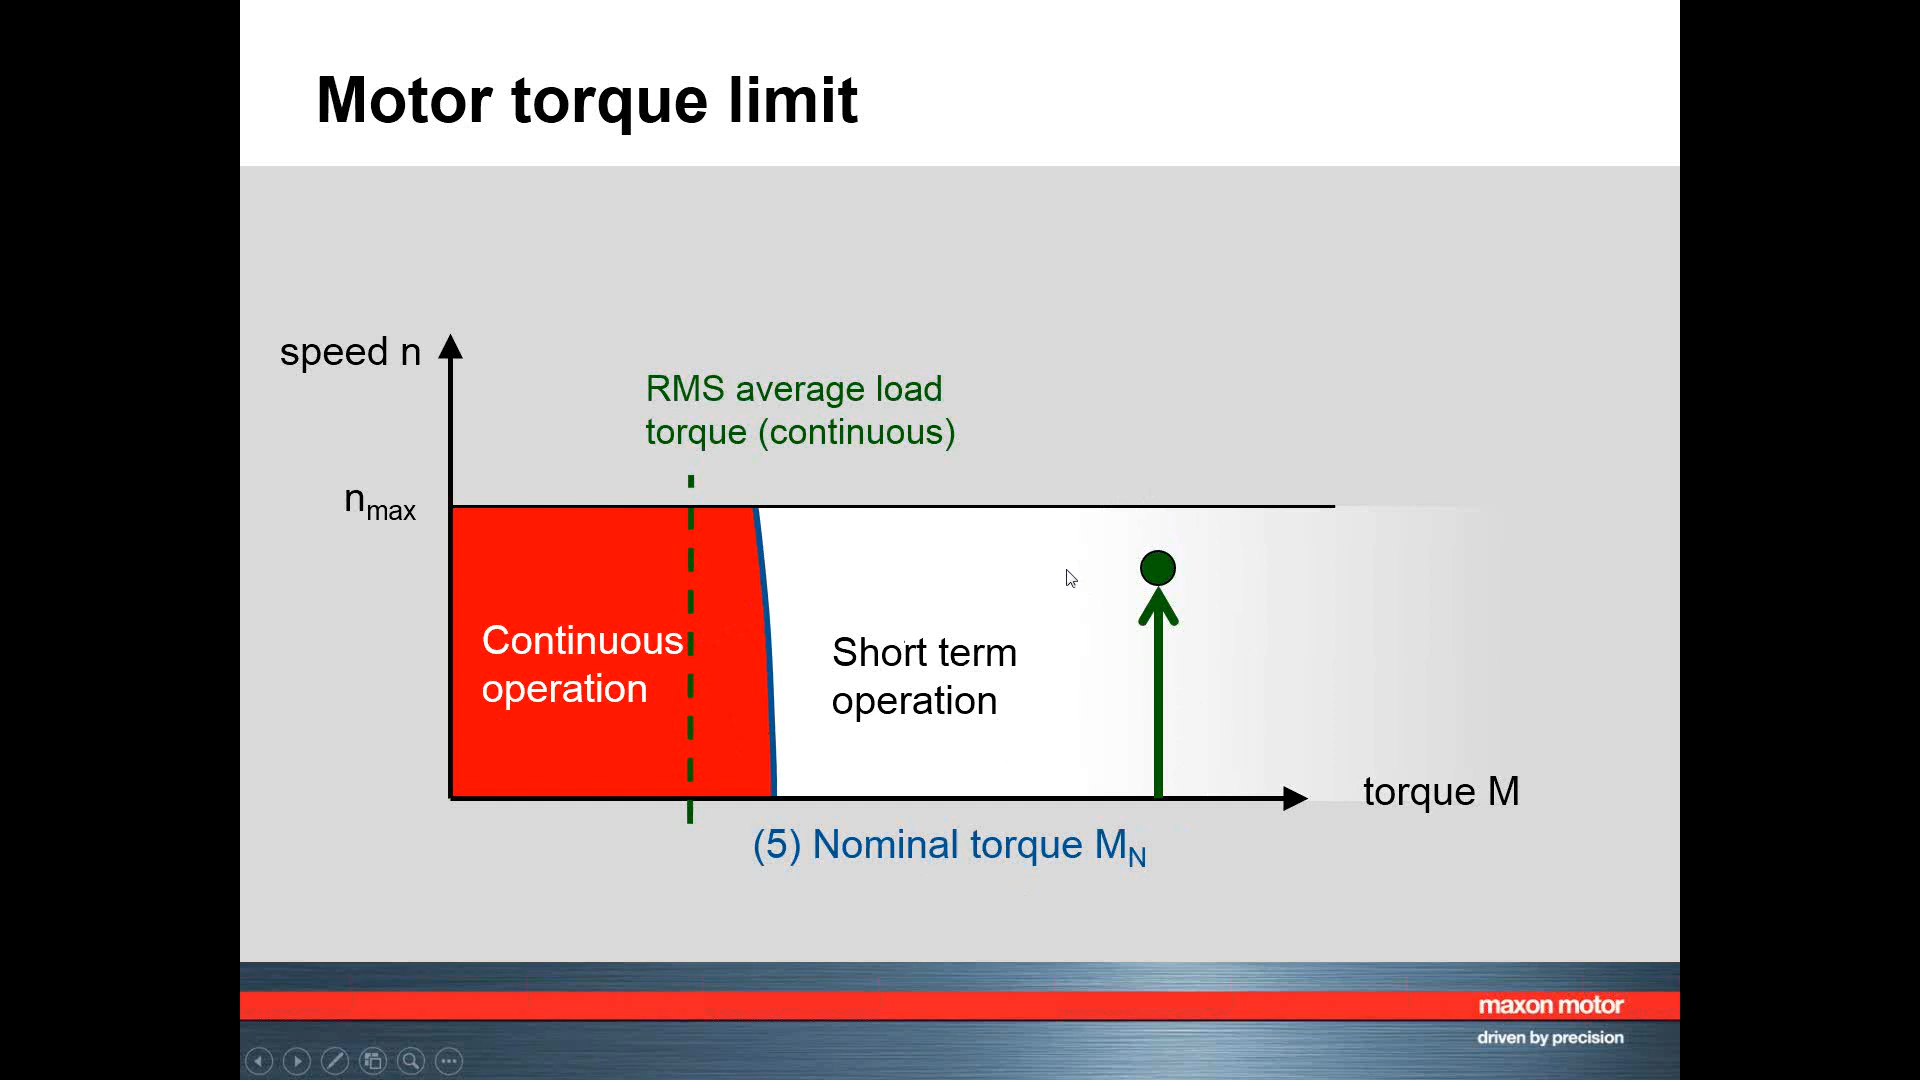 Motor torque limit
speed n
RMS average load
torque (continuous)
nmax
Continuous
operation
Short term
operation
torque M
(5) Nominal torque MN
maxon motor
driven by precision